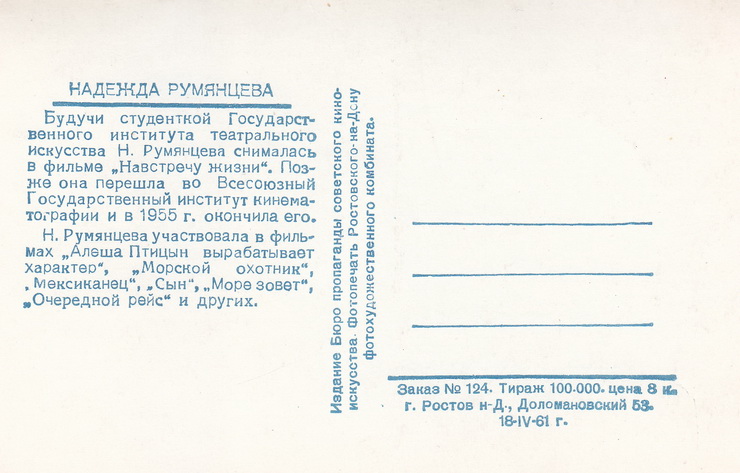 НАДЕЖДА РУМЯНЦЕВА
Будучи студенткой Государст-
венного института театрального
искусства Н. Румянцева снималась
в фильме „Навстречу жизни“. Поз-
же она перешла во Всесоюзный
Государственный институт кинема-
тографии и в 1955 г. окончила его.
Н. Румянцева участвовала в филь-
мах „Алеша Птицын вырабатывает
характер“, „Морской охотник“,
„Мексиканец“, „Сын“, „Море зовет“,
„Очередной рейс“ и других.
Издание Бюро пропаганды советского кино-
искусства. Фотопечать Ростовского-на-Дону
фотохудожественного комбината.
Заказ № 124. Тираж 100.000. цена 8 к.
г. Ростов н-Д., Доломановский 53.
18-IV-61 г.